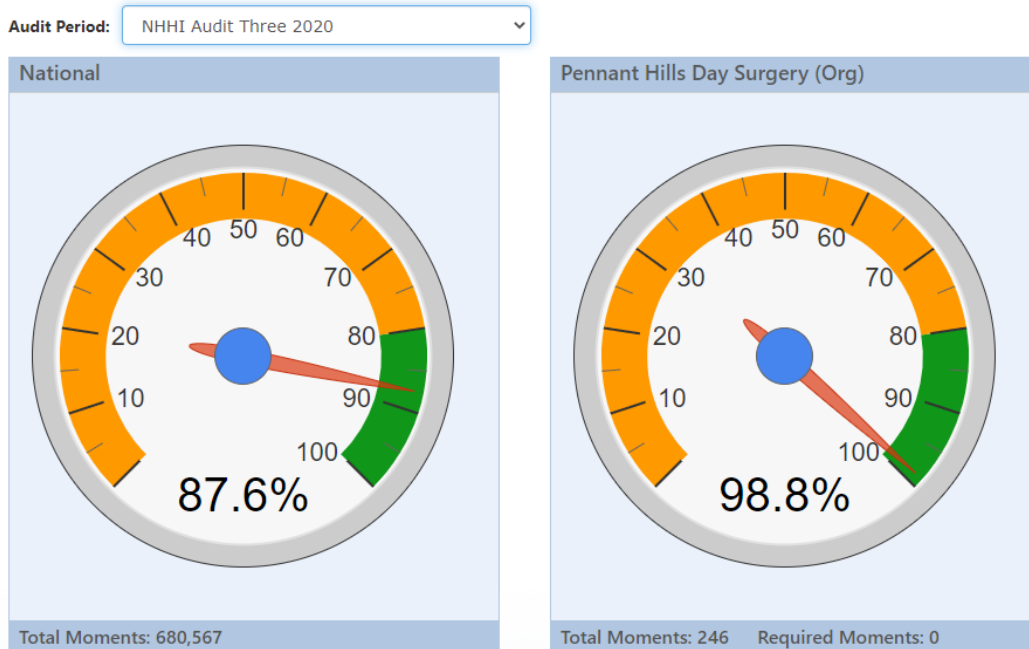 Audit Period: NHHI Audit Three 2020
National
50
40 60
30 70
20 80
10 90
100
87.6%
Total Moments: 680,567
Pennant Hills Day Surgery (Org)
50
40 60
30 70
20 80
10 90
100
98.8%
Total Moments: 246 Required Moments: 0